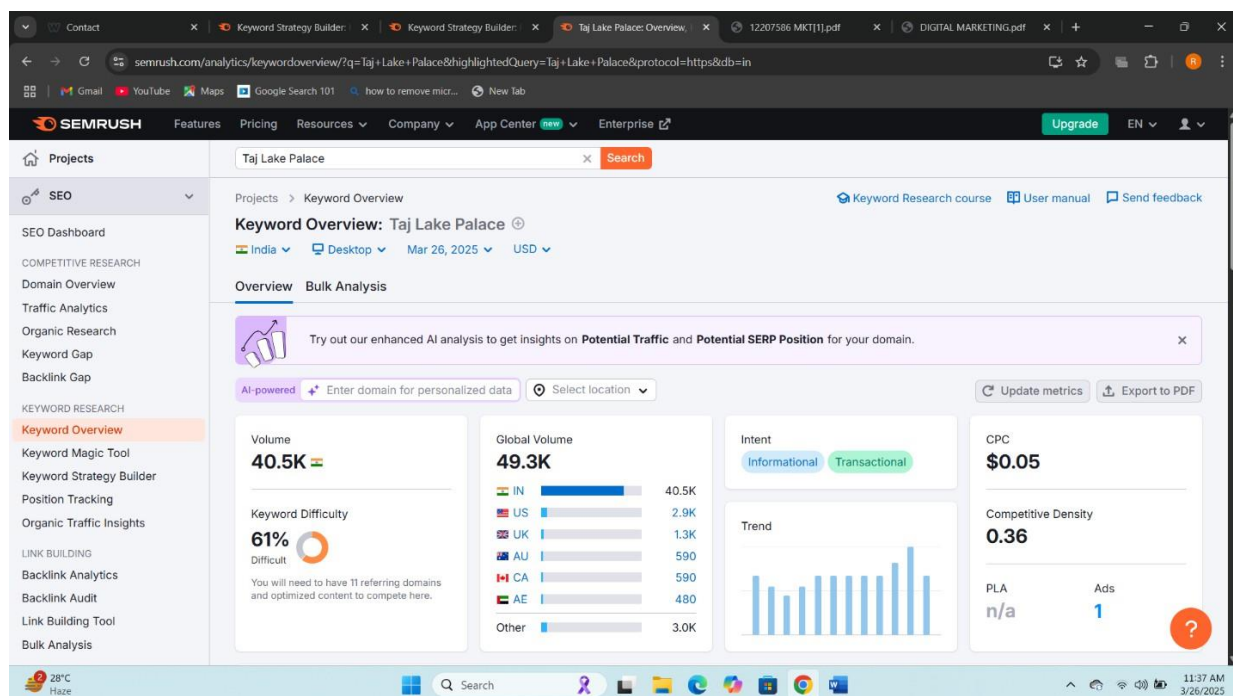 Contact
Keyword Strategy Builder:
Keyword Strategy Builder:
Taj Lake Palace: Overview,
12207586 MKT[1].pdf
DIGITAL MARKETING.pdf
semrush.com/analytics/keywordoverview/?q=Taj+Lake+Palace&highlightedQuery=Taj+Lake+Palace&protocol=https&db=in
R
Gmail YouTube Maps Google Search 101 how to remove micr... New Tab
SEMRUSH Features Pricing Resources Company App Center new Enterprise Upgrade EN
Projects
SEO
SEO Dashboard
COMPETITIVE RESEARCH
Domain Overview
Traffic Analytics
Organic Research
Keyword Gap
Backlink Gap
KEYWORD RESEARCH
Keyword Overview
Keyword Magic Tool
Keyword Strategy Builder
Position Tracking
Organic Traffic Insights
LINK BUILDING
Backlink Analytics
Backlink Audit
Link Building Tool
Bulk Analysis
Taj Lake Palace Search
Projects > Keyword Overview
Keyword Research course User manual Send feedback
Keyword Overview: Taj Lake Palace
India Desktop Mar 26, 2025 USD
Overview Bulk Analysis
Try out our enhanced AI analysis to get insights on Potential Traffic and Potential SERP Position for your domain.
AI-powered Enter domain for personalized data Select location Update metrics Export to PDF
Volume
40.5K
Keyword Difficulty
61%
Difficult
You will need to have 11 referring domains
and optimized content to compete here.
Global Volume
49.3K
IN 40.5K
US 2.9K
UK 1.3K
AU 590
CA 590
AE 480
Other 3.0K
Intent
Informational Transactional
Trend
CPC
$0.05
Competitive Density
0.36
PLA Ads
n/a 1
?
2
28°C
Haze
Search
11:37 AM
3/26/2025